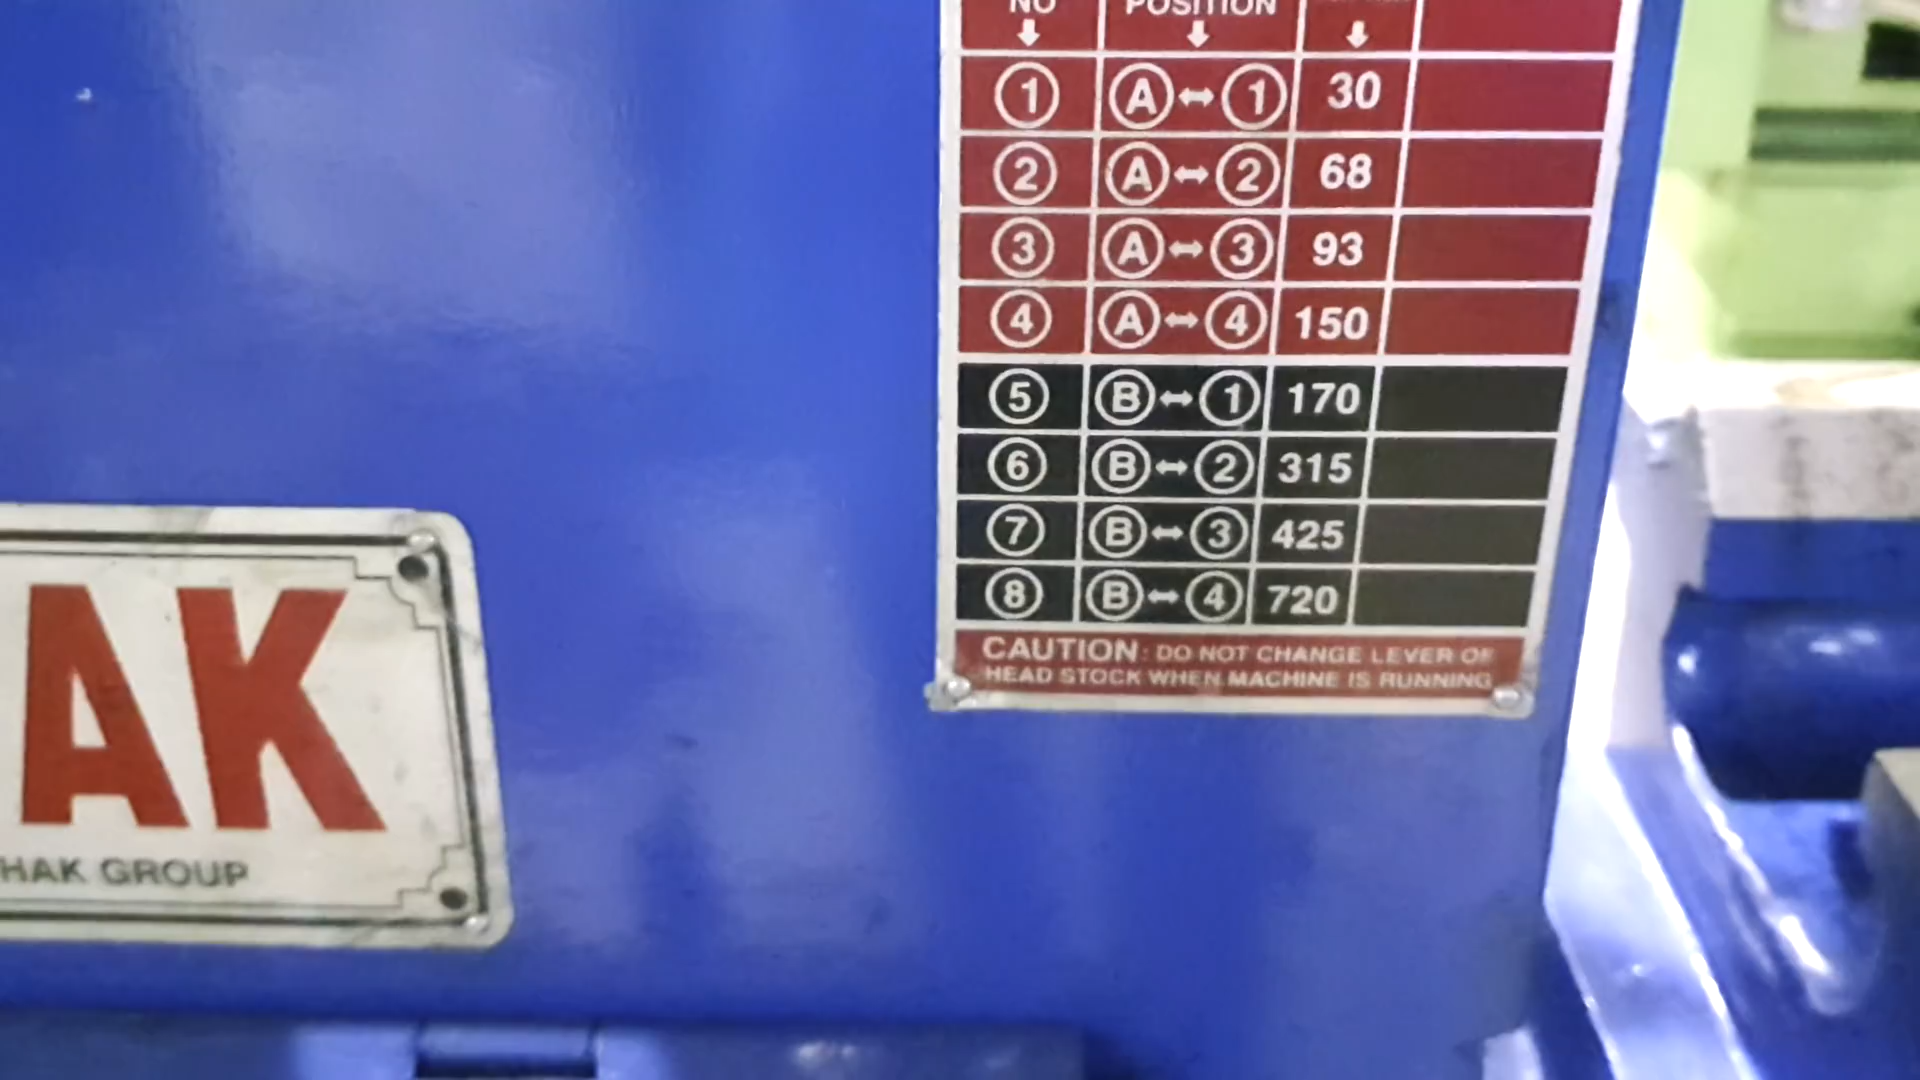 NO POSITION
1 A ↔ 1 30
2 A ↔ 2 68
3 A ↔ 3 93
4 A ↔ 4 150
5 B ↔ 1 170
6 B ↔ 2 315
7 B ↔ 3 425
8 B ↔ 4 720
CAUTION: DO NOT CHANGE LEVER OF
HEAD STOCK WHEN MACHINE IS RUNNING
AK
HAK GROUP